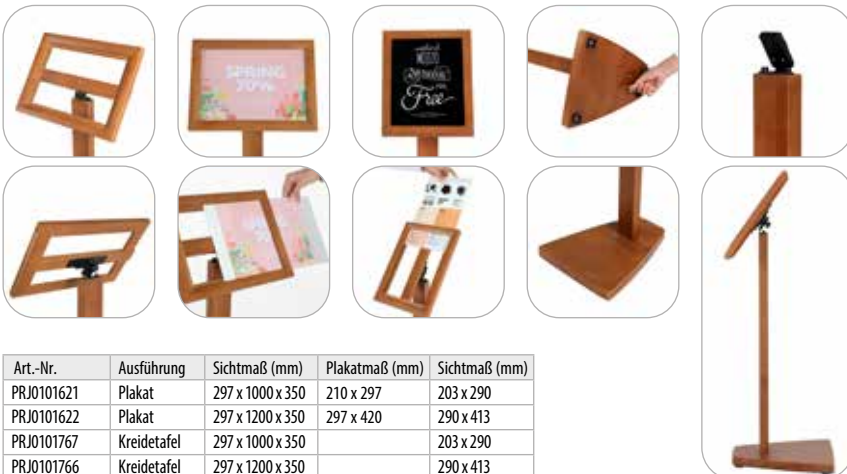 SPRING
70%
Free
Art.-Nr. Ausführung Sichtmaß (mm) Plakatmaß (mm) Sichtmaß (mm)
PRJ0101621 Plakat 297 x 1000 x 350 210 x 297 203 x 290
PRJ0101622 Plakat 297 x 1200 x 350 297 x 420 290 x 413
PRJ0101767 Kreidetafel 297 x 1000 x 350 203 x 290
PRJ0101766 Kreidetafel 297 x 1200 x 350 290 x 413